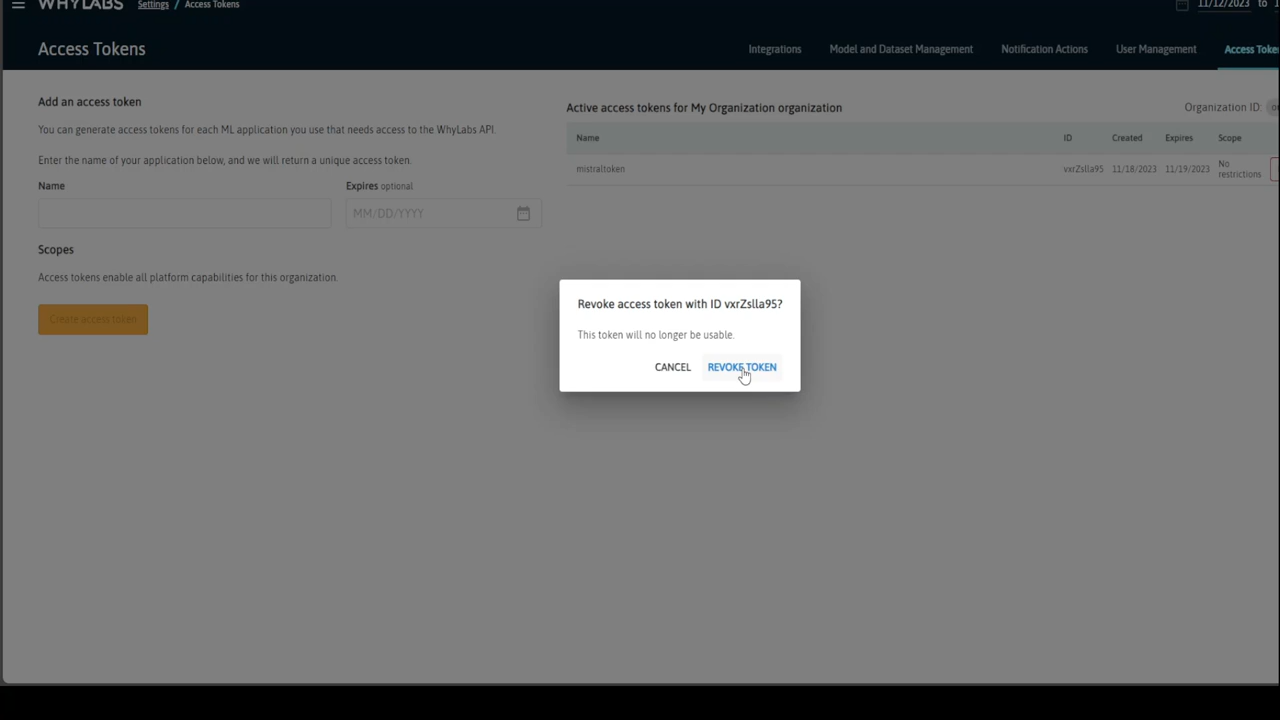 WHYLABS Settings / Access Tokens 11/12/2023 to
Access Tokens Integrations Model and Dataset Management Notification Actions User Management Access
Add an access token
You can generate access tokens for each ML application you use that needs access to the WhyLabs API.
Enter the name of your application below, and we will return a unique access token.
Name Expires optional
MM/DD/YYYY
Scopes
Access tokens enable all platform capabilities for this organization.
Create access token
Active access tokens for My Organization organization Organization ID:
Name ID Created Expires Scope
mistraltoken vxrZslla95 11/18/2023 11/19/2023 No
restrictions
Revoke access token with ID vxrZslla95?
This token will no longer be usable.
CANCEL REVOKE TOKEN